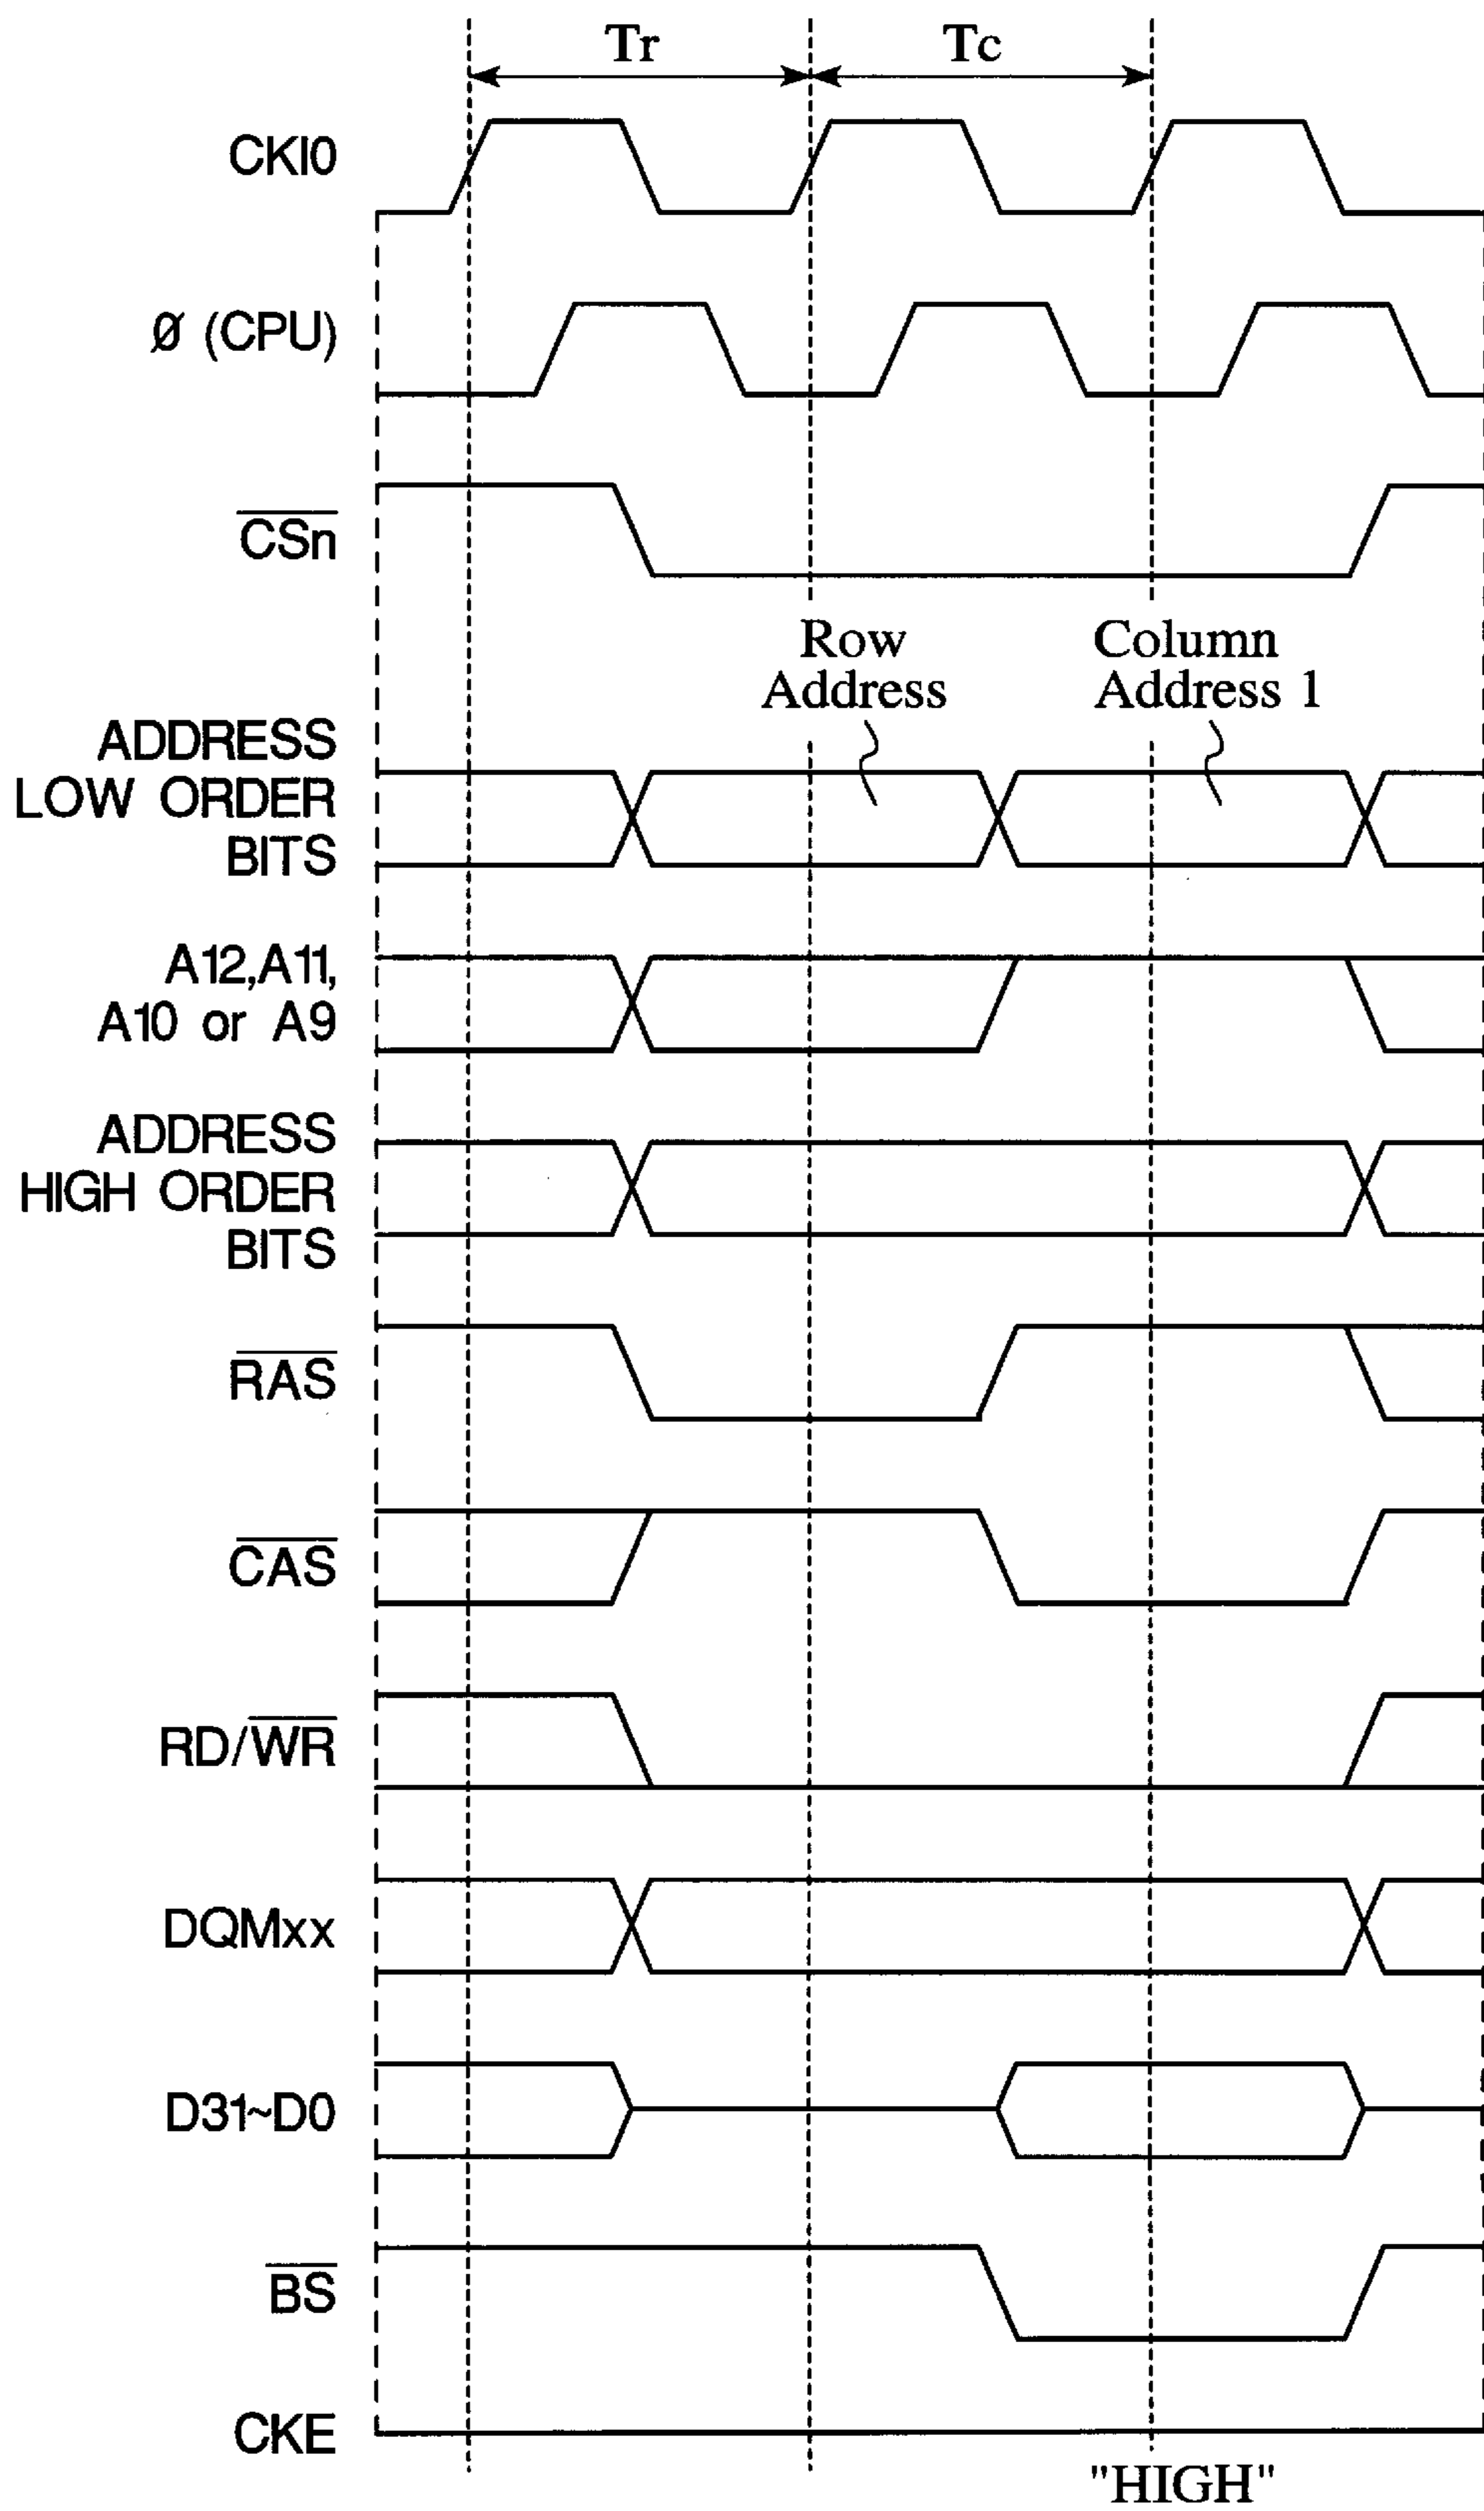 Tr
Tc
CKI0
Ø (CPU)
CSn
Row
Address
Column
Address 1
ADDRESS
LOW ORDER
BITS
A12,A11,
A10 or A9
ADDRESS
HIGH ORDER
BITS
RAS
CAS
RD/WR
DQMxx
D31~D0
BS
CKE
"HIGH"